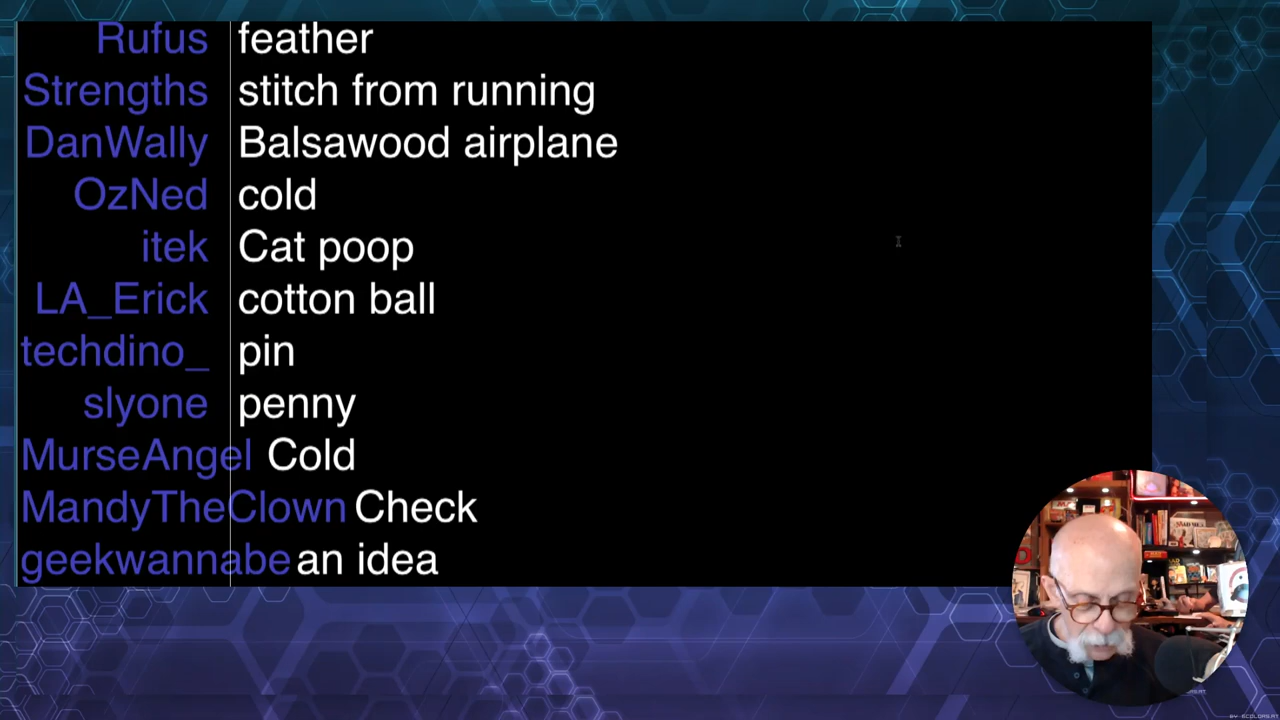 Rufus feather
Strengths stitch from running
DanWally Balsawood airplane
OzNed cold
itek Cat poop
LA_Erick cotton ball
techdino_ pin
slyone penny
MurseAngel Cold
MandyTheClown Check
geekwannabe an idea